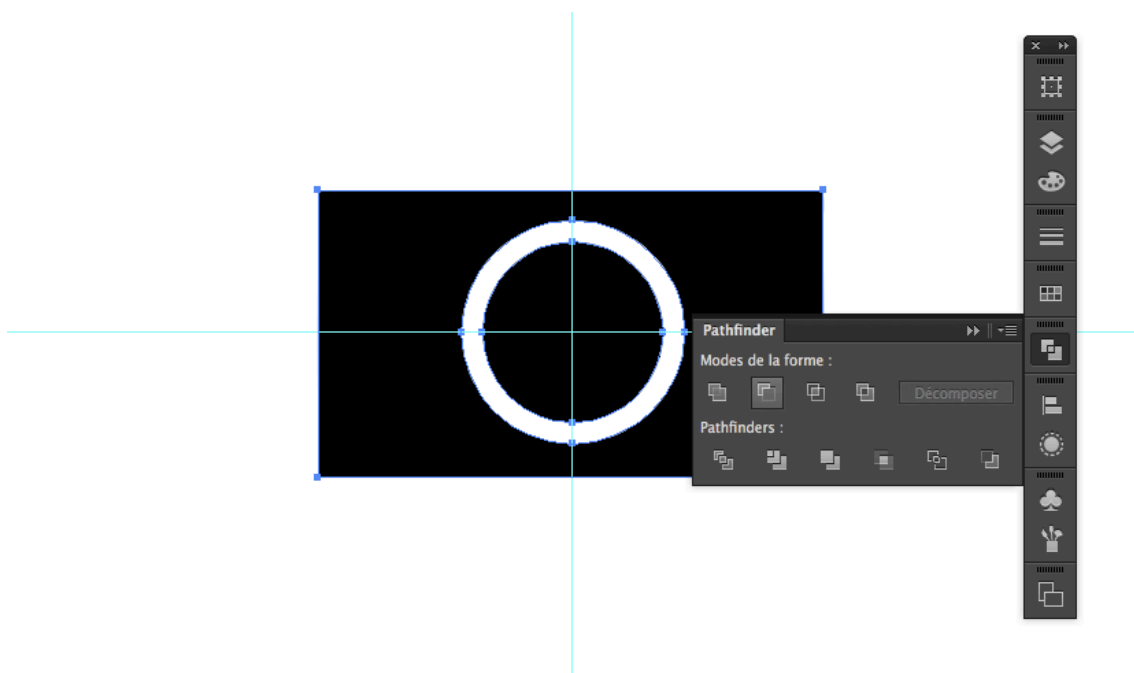 Pathfinder
Modes de la forme :
Décomposer
Pathfinders :